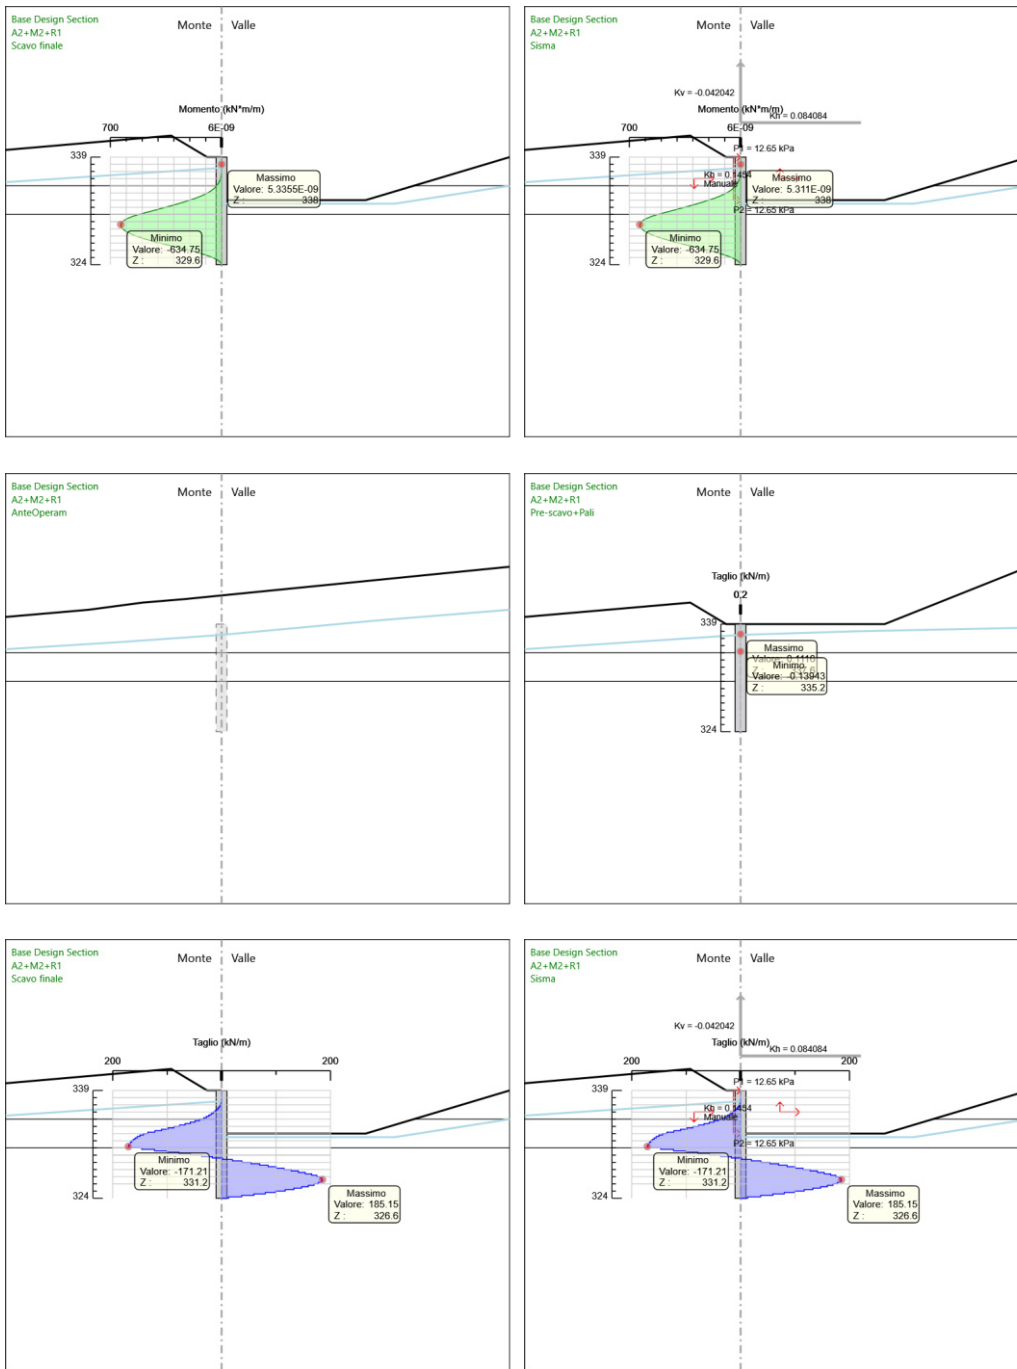 Base Design Section
A2+M2+R1
Scavo finale
Monte
Valle
Momento (kN*m/m)
700
6E-09
339
Massimo
Valore: 5.3355E-09
Z : 338
Minimo
Valore: -634.75
Z : 329.6
324
Base Design Section
A2+M2+R1
Sisma
Monte
Valle
Kv = -0.042042
Momento (kN*m/m)
Kh = 0.084084
700
6E-09
P1 = 12.65 kPa
339
Kh = 0.1454
Manuale
Massimo
Valore: 5.311E-09
Z : 338
P2 = 12.65 kPa
Minimo
Valore: -634.75
Z : 329.6
324
Base Design Section
A2+M2+R1
AnteOperam
Monte
Valle
Base Design Section
A2+M2+R1
Pre-scavo+Pali
Monte
Valle
Taglio (kN/m)
0.2
339
Massimo
Minimo
Valore: -0.13943
Z : 335.2
324
Base Design Section
A2+M2+R1
Scavo finale
Monte
Valle
Taglio (kN/m)
200
200
339
Minimo
Valore: -171.21
Z : 331.2
Massimo
Valore: 185.15
Z : 326.6
324
Base Design Section
A2+M2+R1
Sisma
Monte
Valle
Kv = -0.042042
Taglio (kN/m)
Kh = 0.084084
200
200
P1 = 12.65 kPa
339
Kh = 0.1454
Manuale
P2 = 12.65 kPa
Minimo
Valore: -171.21
Z : 331.2
Massimo
Valore: 185.15
Z : 326.6
324